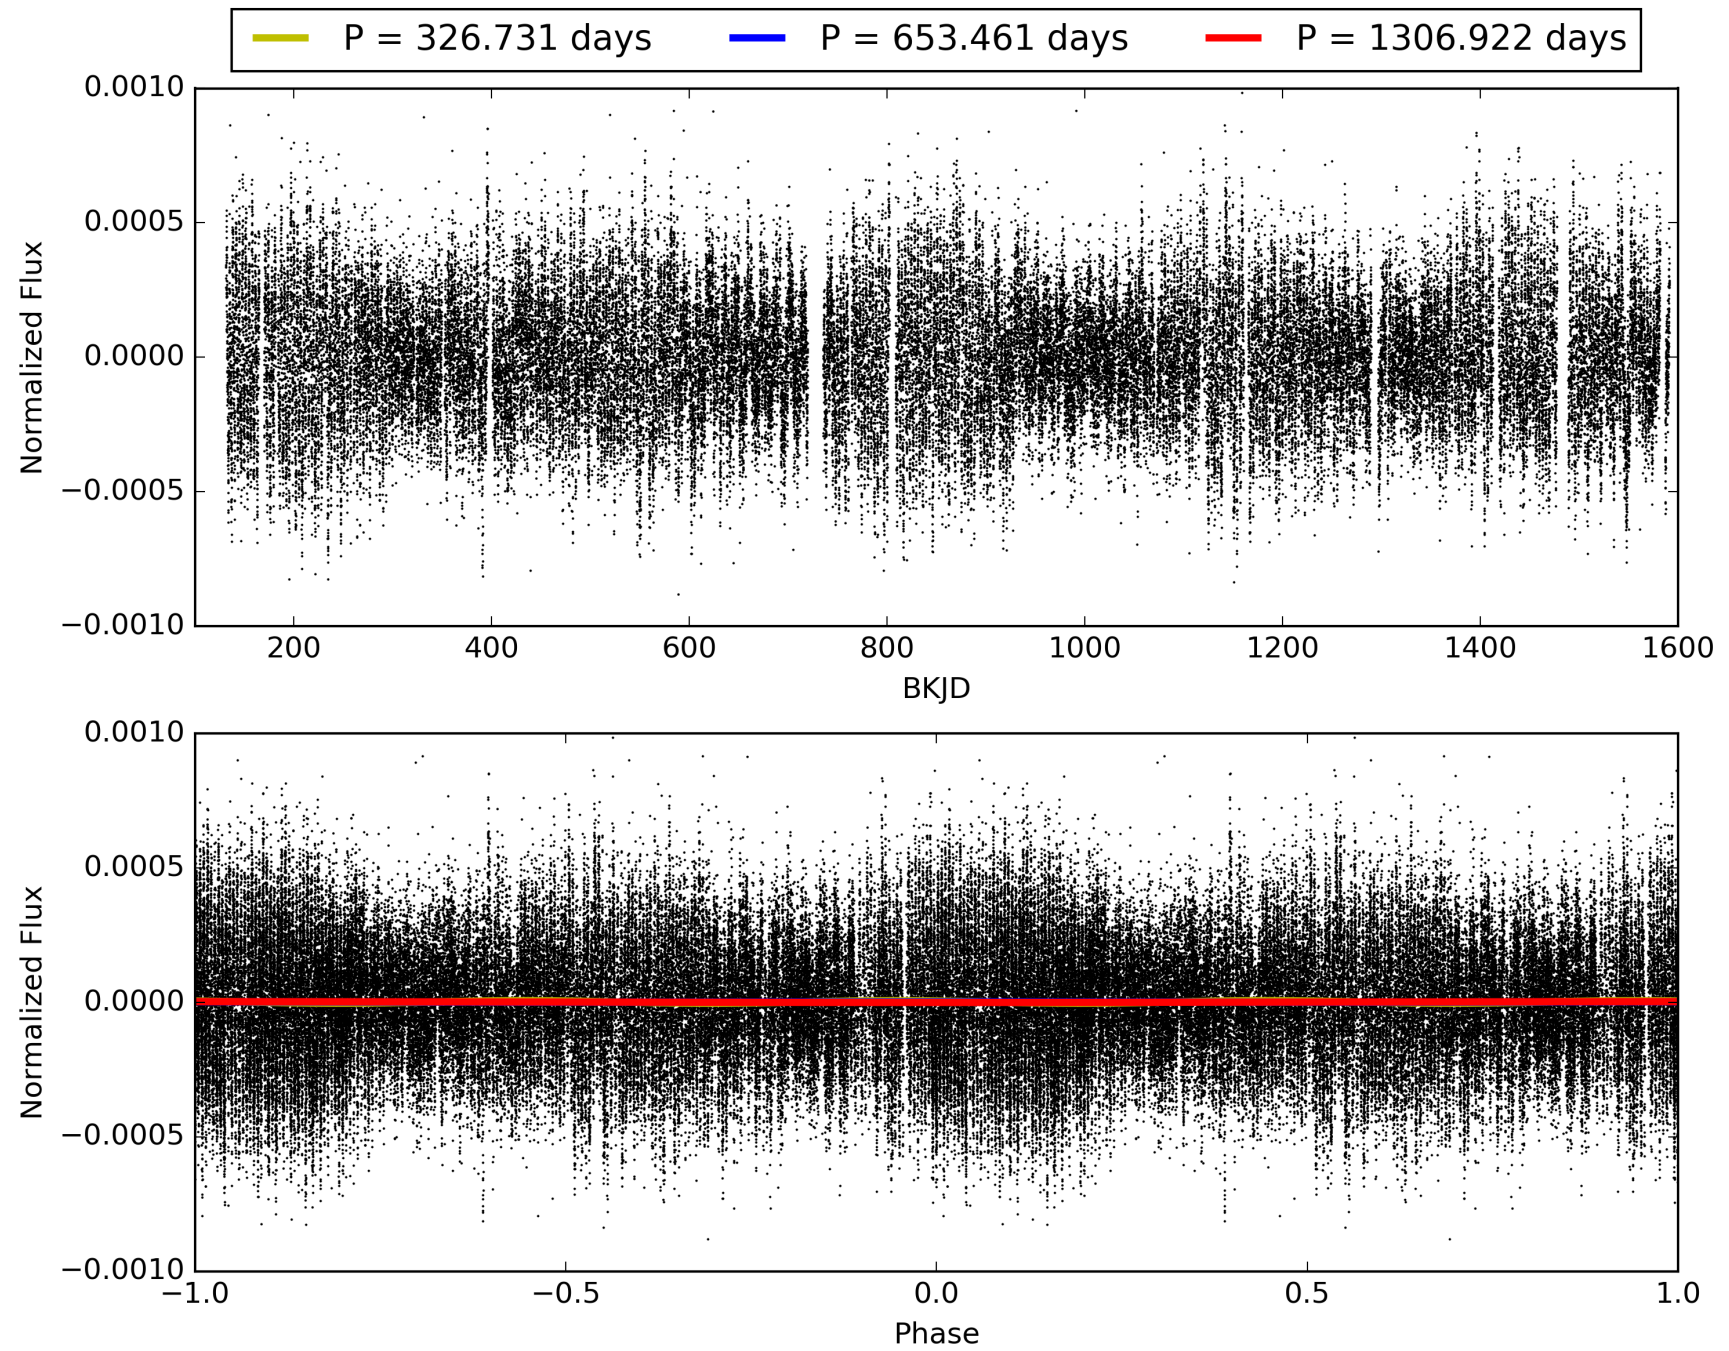 P = 326.731 days P = 653.461 days P = 1306.922 days
0.0010
0.0005
0.0000
−0.0005
−0.0010
Normalized Flux
200 400 600 800 1000 1200 1400 1600
BKJD
0.0010
0.0005
0.0000
−0.0005
−0.0010
Normalized Flux
−1.0 −0.5 0.0 0.5 1.0
Phase